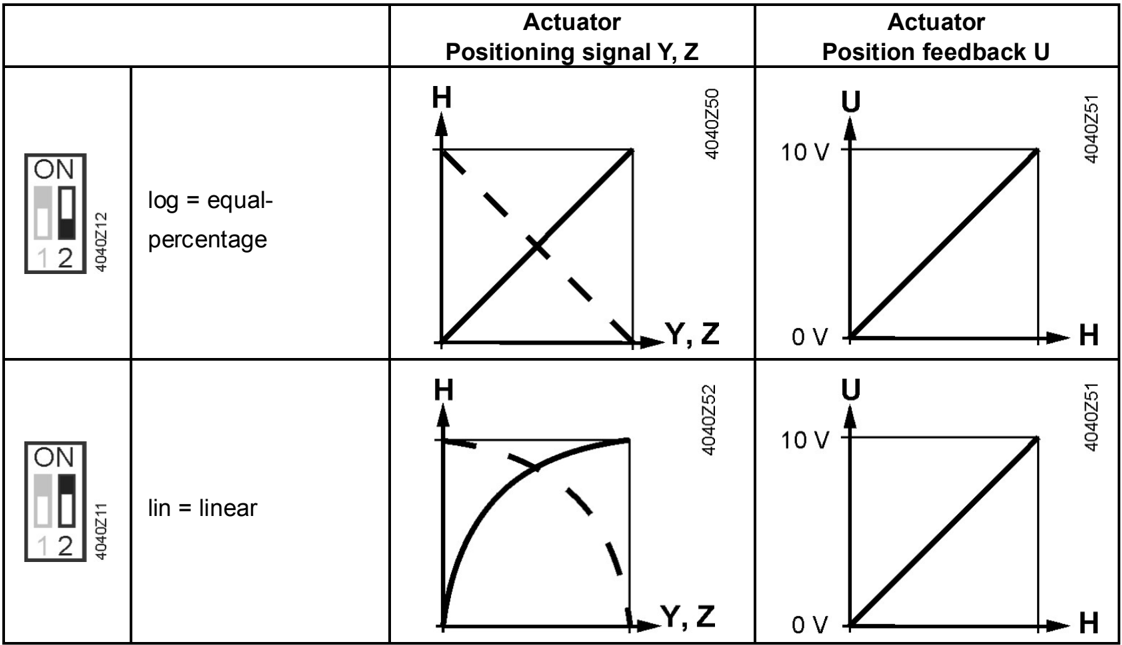 Actuator
Positioning signal Y, Z
Actuator
Position feedback U
ON
1 2
4040Z12
log = equal-
percentage
H
Y, Z
4040Z50
U
10 V
0 V
H
4040Z51
ON
1 2
4040Z11
lin = linear
H
Y, Z
4040Z52
U
10 V
0 V
H
4040Z51